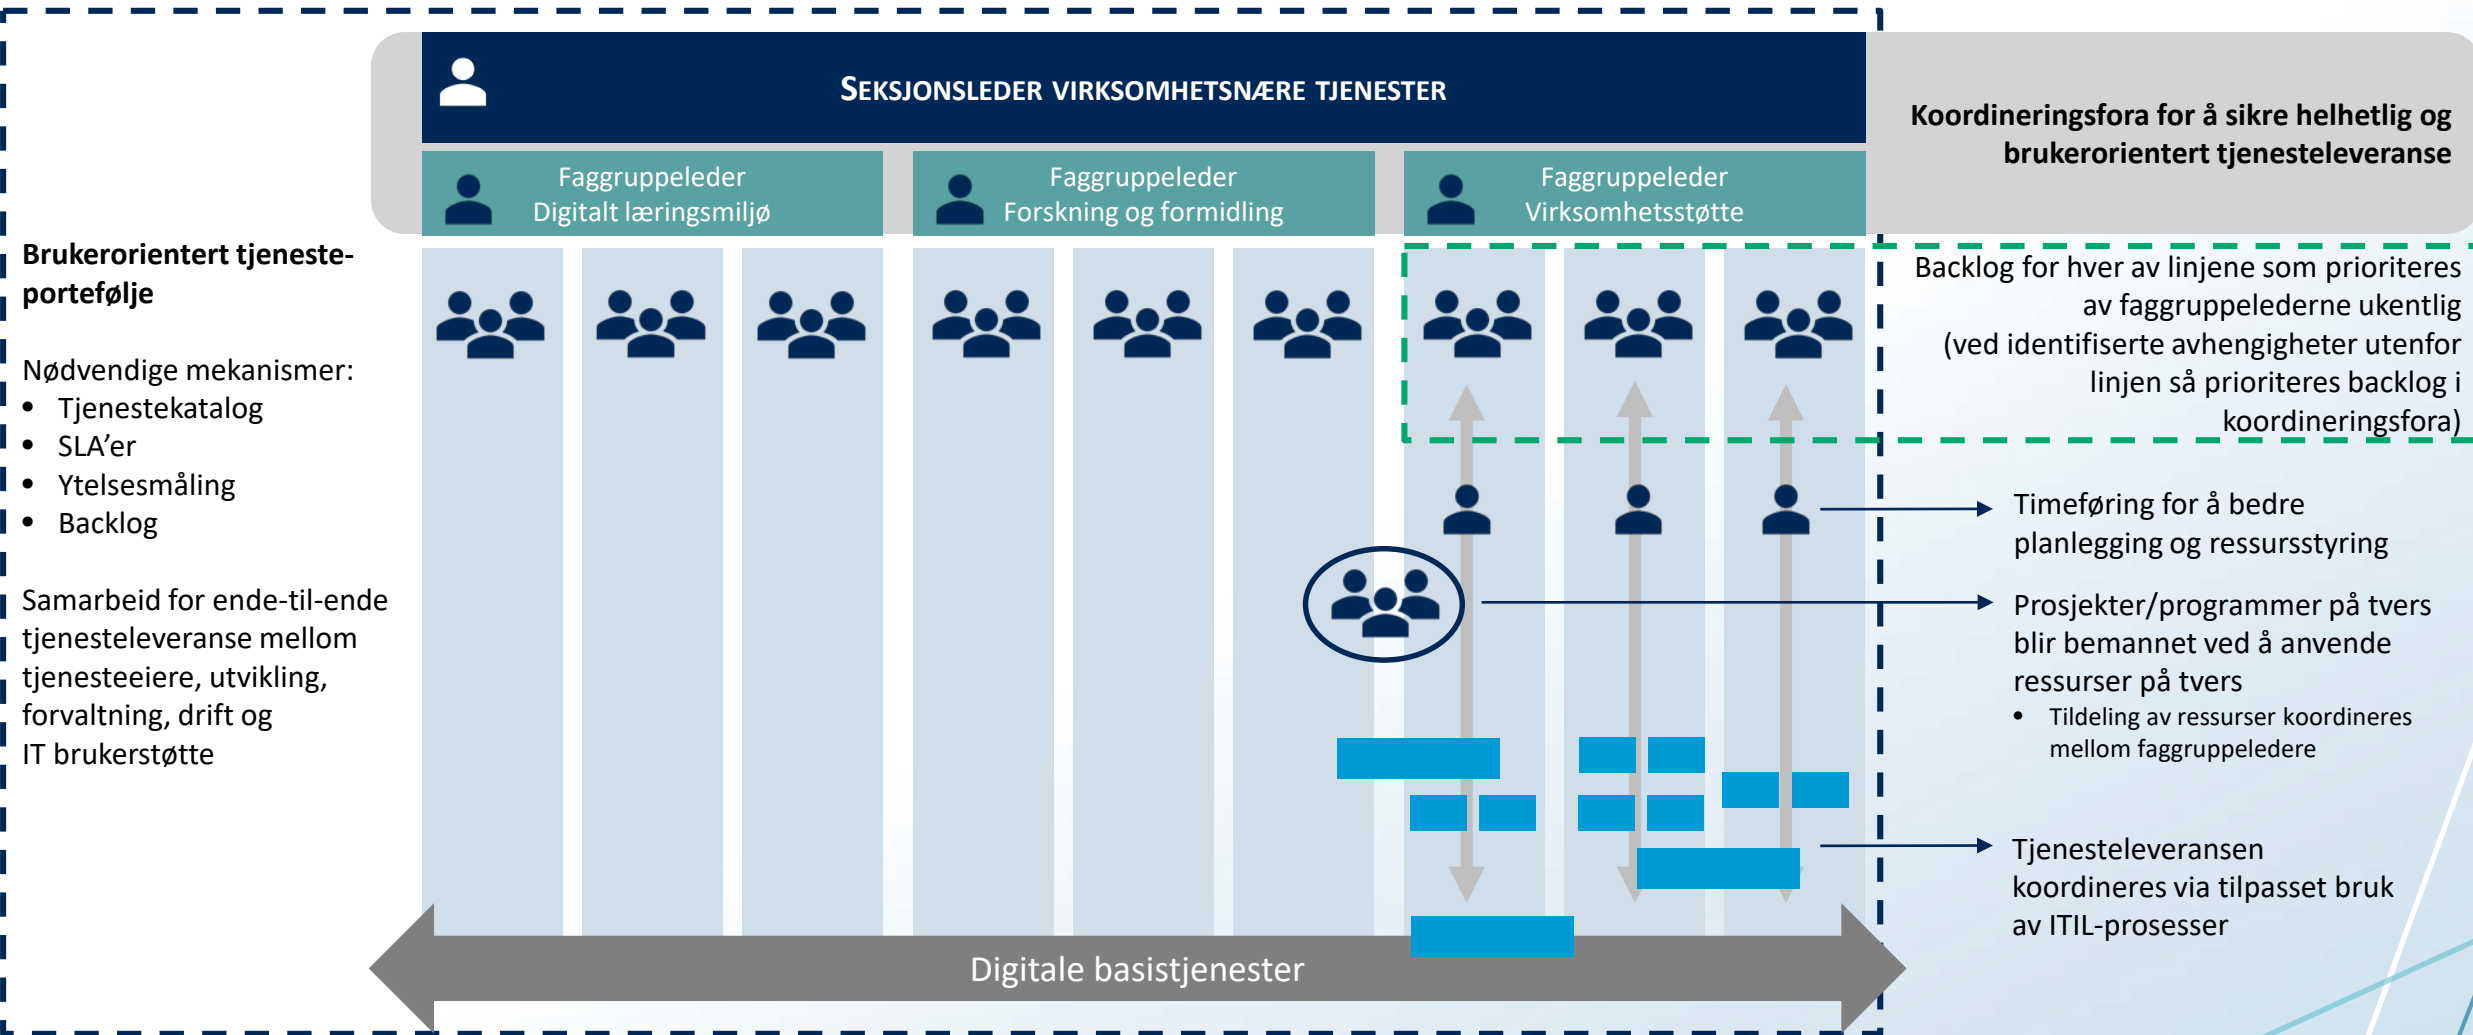 SEKSJONSLEDER VIRKSOMHETSNÆRE TJENESTER
Koordineringsfora for å sikre helhetlig og
brukerorientert tjenesteleveranse
Faggruppeleder
Digitalt læringsmiljø
Faggruppeleder
Forskning og formidling
Faggruppeleder
Virksomhetsstøtte
Brukerorientert tjeneste-
portefølje
Nødvendige mekanismer:
• Tjenestekatalog
• SLA’er
• Ytelsesmåling
• Backlog
Samarbeid for ende-til-ende
tjenesteleveranse mellom
tjenesteeiere, utvikling,
forvaltning, drift og
IT brukerstøtte
Backlog for hver av linjene som prioriteres
av faggruppelederne ukentlig
(ved identifiserte avhengigheter utenfor
linjen så prioriteres backlog i
koordineringsfora)
Timeføring for å bedre
planlegging og ressursstyring
Prosjekter/programmer på tvers
blir bemannet ved å anvende
ressurser på tvers
• Tildeling av ressurser koordineres
mellom faggruppeledere
Tjenesteleveransen
koordineres via tilpasset bruk
av ITIL-prosesser
Digitale basistjenester